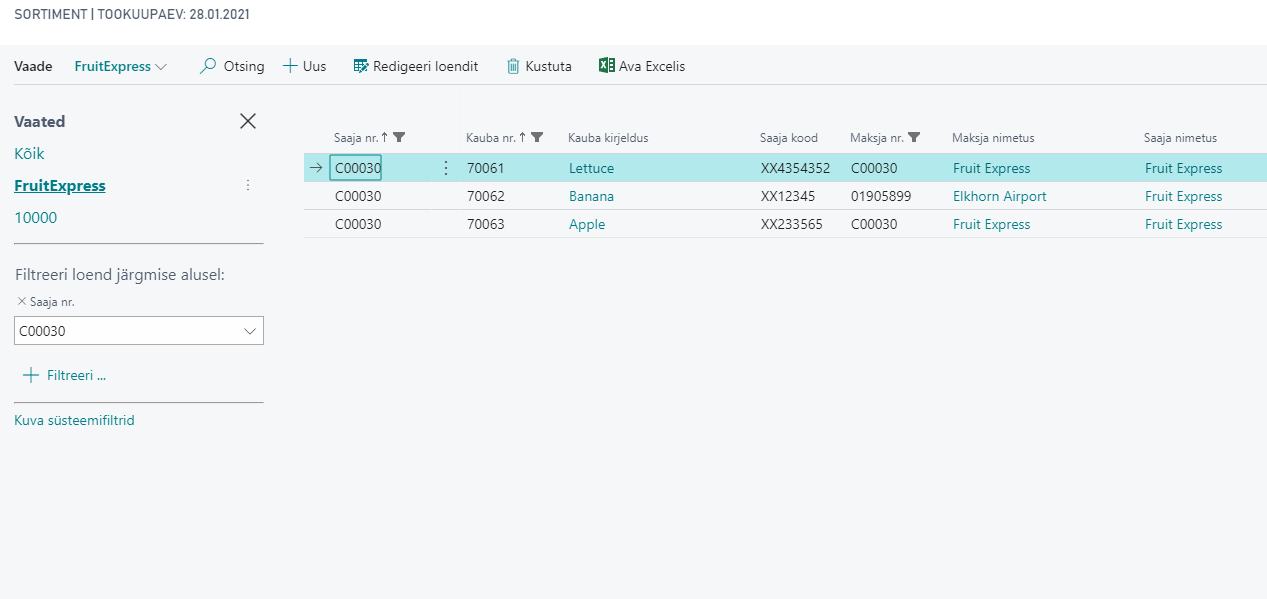 SORTIMENT | TOOKUUPAEV: 28.01.2021
Vaade FruitExpress Otsing Uus Redigeeri loendit Kustuta Ava Excelis
Vaated
Kõik
FruitExpress
10000
Filtreeri loend järgmise alusel:
Saaja nr.
C00030
Filtreeri ...
Kuva süsteemifiltrid
Saaja nr. Kauba nr. Kauba kirjeldus Saaja kood Maksja nr. Maksja nimetus Saaja nimetus
C00030 70061 Lettuce XX4354352 C00030 Fruit Express Fruit Express
C00030 70062 Banana XX12345 01905899 Elkhorn Airport Fruit Express
C00030 70063 Apple XX233565 C00030 Fruit Express Fruit Express